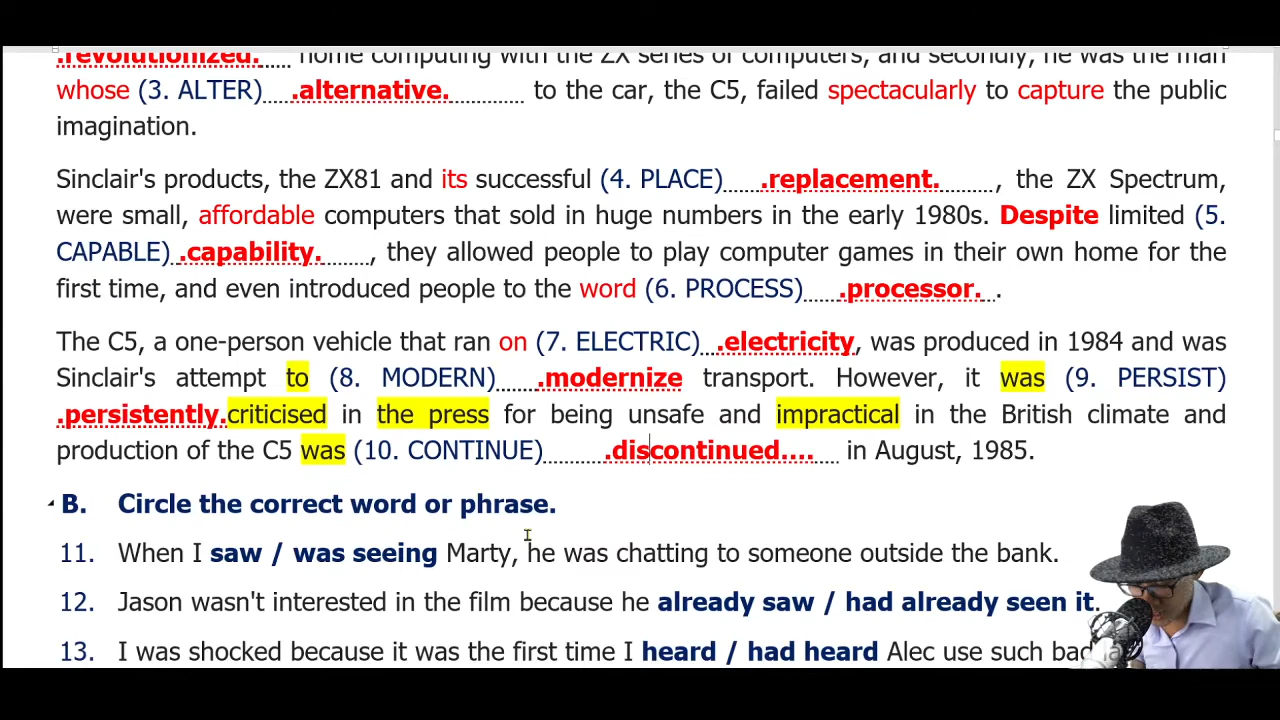 .revolutionized. home computing with the ZX series of computers, and secondly, he was the man
whose (3. ALTER) .alternative. to the car, the C5, failed spectacularly to capture the public
imagination.
Sinclair's products, the ZX81 and its successful (4. PLACE) .replacement. , the ZX Spectrum,
were small, affordable computers that sold in huge numbers in the early 1980s. Despite limited (5.
CAPABLE) .capability. , they allowed people to play computer games in their own home for the
first time, and even introduced people to the word (6. PROCESS) .processor. .
The C5, a one-person vehicle that ran on (7. ELECTRIC) .electricity, was produced in 1984 and was
Sinclair's attempt to (8. MODERN) .modernize transport. However, it was (9. PERSIST)
.persistently.criticised in the press for being unsafe and impractical in the British climate and
production of the C5 was (10. CONTINUE) .discontinued.... in August, 1985.
B. Circle the correct word or phrase.
11. When I saw / was seeing Marty, he was chatting to someone outside the bank.
12. Jason wasn't interested in the film because he already saw / had already seen it.
13. I was shocked because it was the first time I heard / had heard Alec use such bad